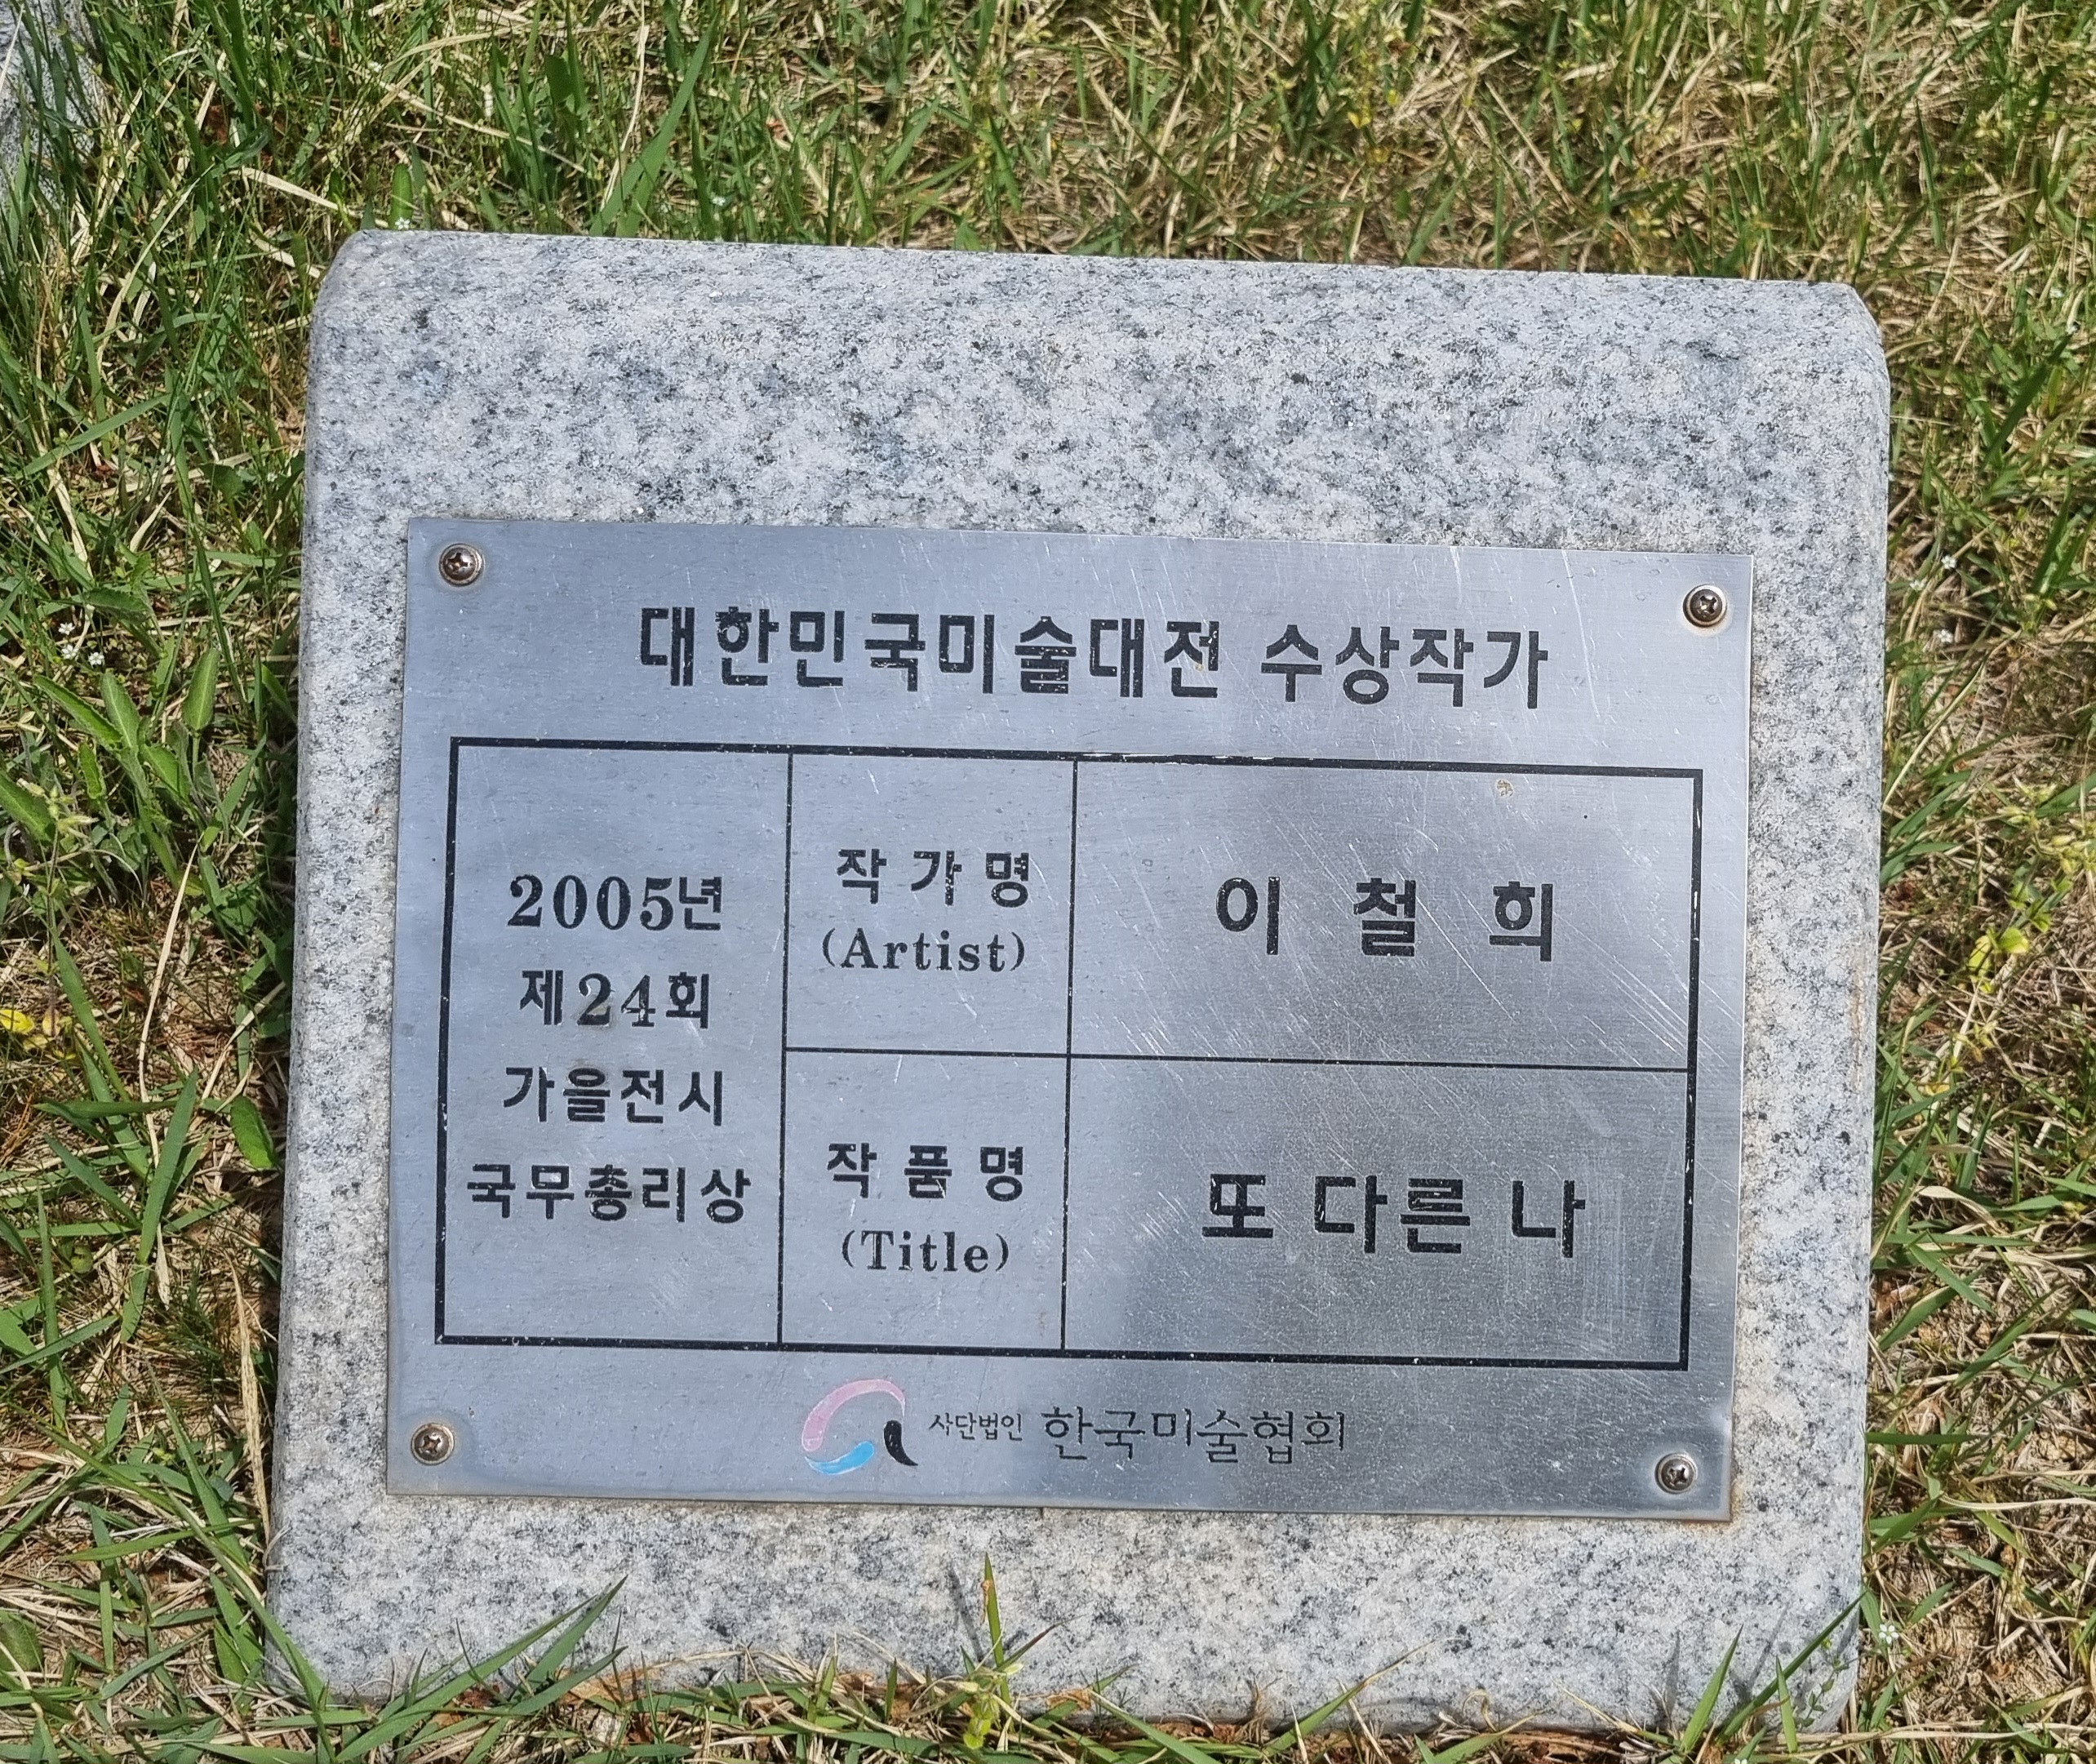 대한민국미술대전 수상작가
2005년
제24회
가을전시
국무총리상
작가명
(Artist)
이철희
작품명
(Title)
또 다른 나
사단법인 한국미술협회